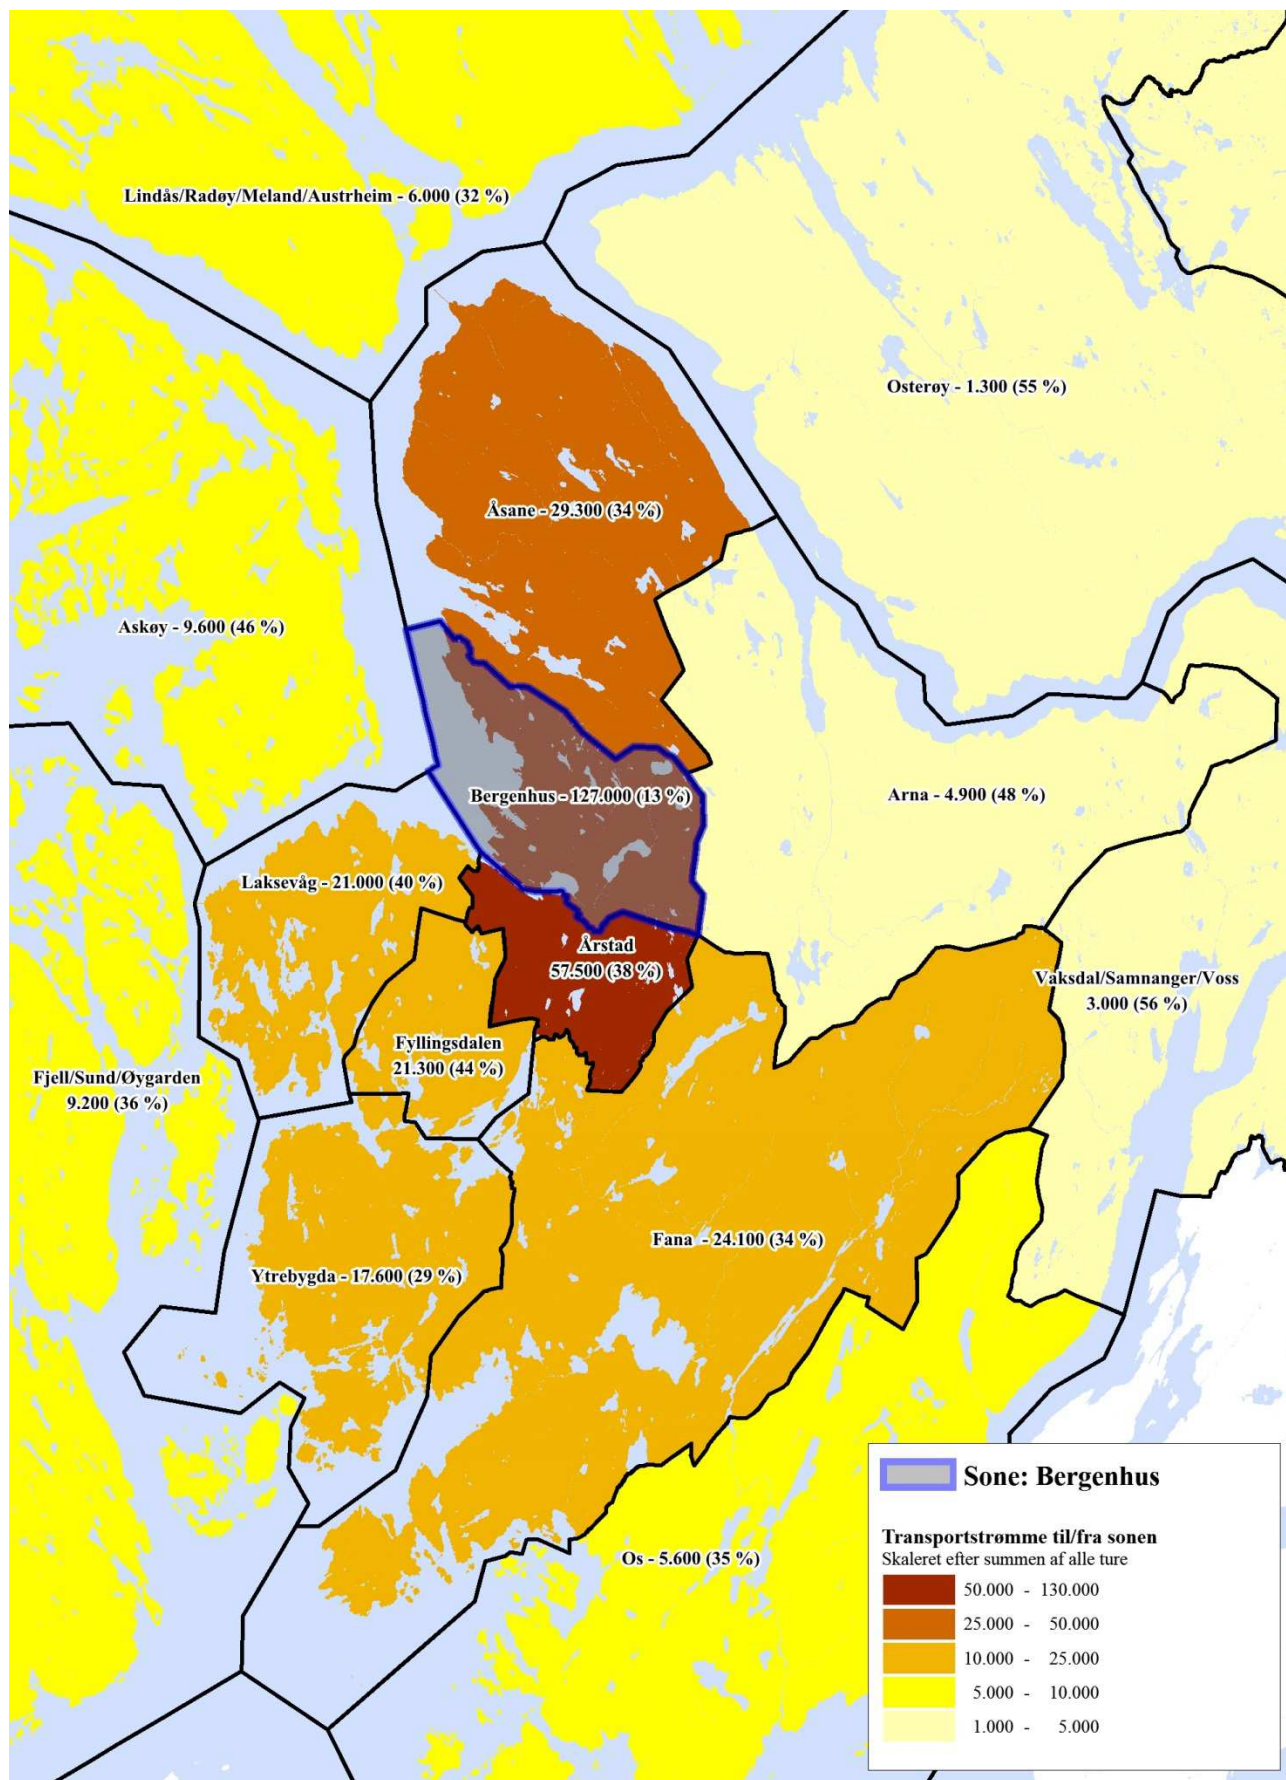 Lindås/Radøy/Meland/Austrheim - 6.000 (32 %)
Osterøy - 1.300 (55 %)
Åsane - 29.300 (34 %)
Askøy - 9.600 (46 %)
Bergenhus - 127.000 (13 %)
Arna - 4.900 (48 %)
Laksevåg - 21.000 (40 %)
Årstad
57.500 (38 %)
Vaksdal/Samnanger/Voss
3.000 (56 %)
Fyllingsdalen
21.300 (44 %)
Fjell/Sund/Øygarden
9.200 (36 %)
Fana - 24.100 (34 %)
Ytrebygda - 17.600 (29 %)
Os - 5.600 (35 %)
Sone: Bergenhus
Transportstrømme til/fra sonen
Skaleret efter summen af alle ture
50.000 - 130.000
25.000 - 50.000
10.000 - 25.000
5.000 - 10.000
1.000 - 5.000